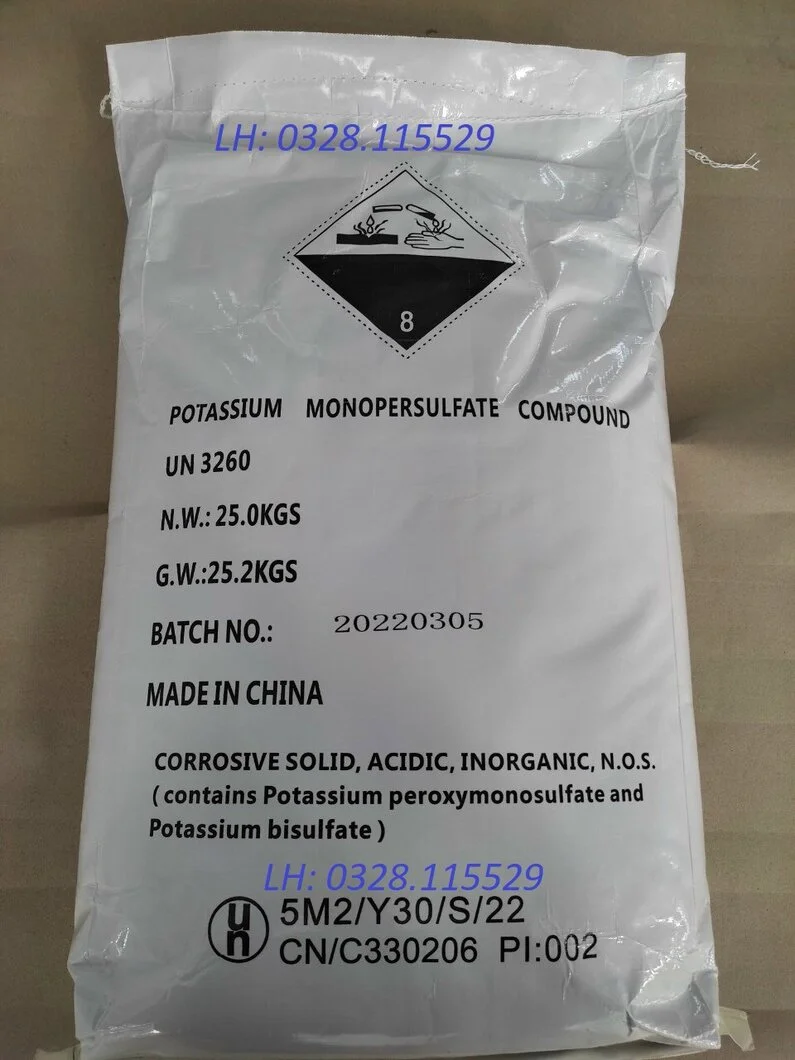 LH: 0328.115529
8
POTASSIUM MONOPERSULFATE COMPOUND
UN 3260
N.W.: 25.0KGS
G.W.:25.2KGS
BATCH NO.: 20220305
MADE IN CHINA
CORROSIVE SOLID, ACIDIC, INORGANIC, N.O.S.
( contains Potassium peroxymonosulfate and
Potassium bisulfate )
LH: 0328.115529
un 5M2/Y30/S/22
CN/C330206 PI:002